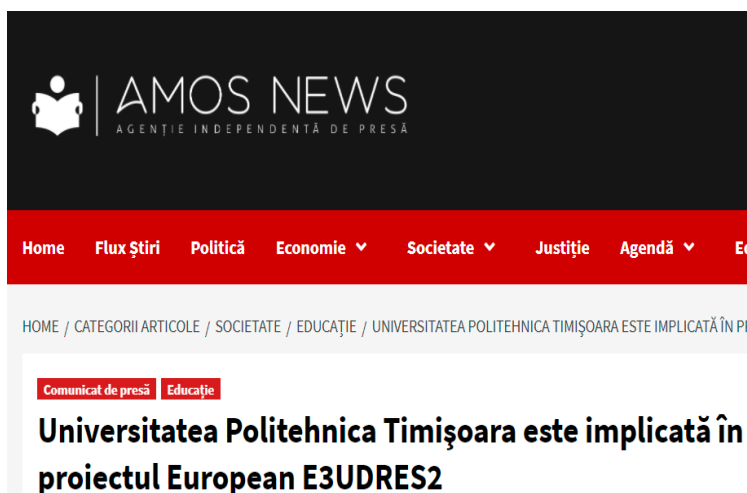 AMOS NEWS
AGENȚIE INDEPENDENTĂ DE PRESĂ
Home Flux Știri Politică Economie Societate Justiție Agendă
HOME / CATEGORII ARTICOLE / SOCIETATE / EDUCAȚIE / UNIVERSITATEA POLITEHNICA TIMIŞOARA ESTE IMPLICATĂ ÎN
Comunicat de presă Educație
Universitatea Politehnica Timişoara este implicată în
proiectul European E3UDRES2